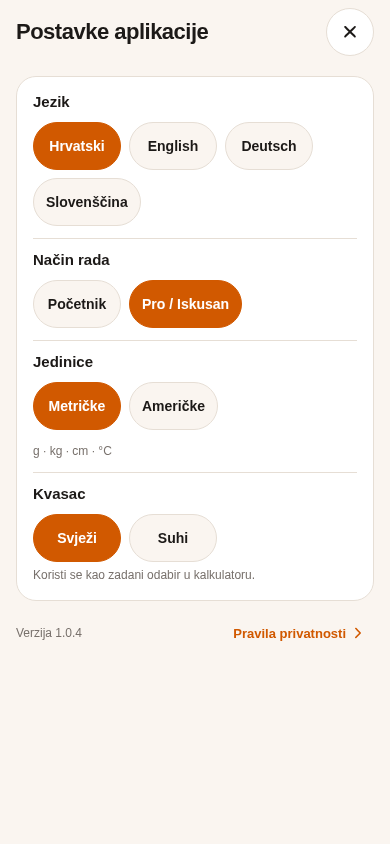 Postavke aplikacije
Jezik
Hrvatski English Deutsch
Slovenščina
Način rada
Početnik Pro / Iskusan
Jedinice
Metričke Američke
g · kg · cm · °C
Kvasac
Svježi Suhi
Koristi se kao zadani odabir u kalkulatoru.
Verzija 1.0.4 Pravila privatnosti